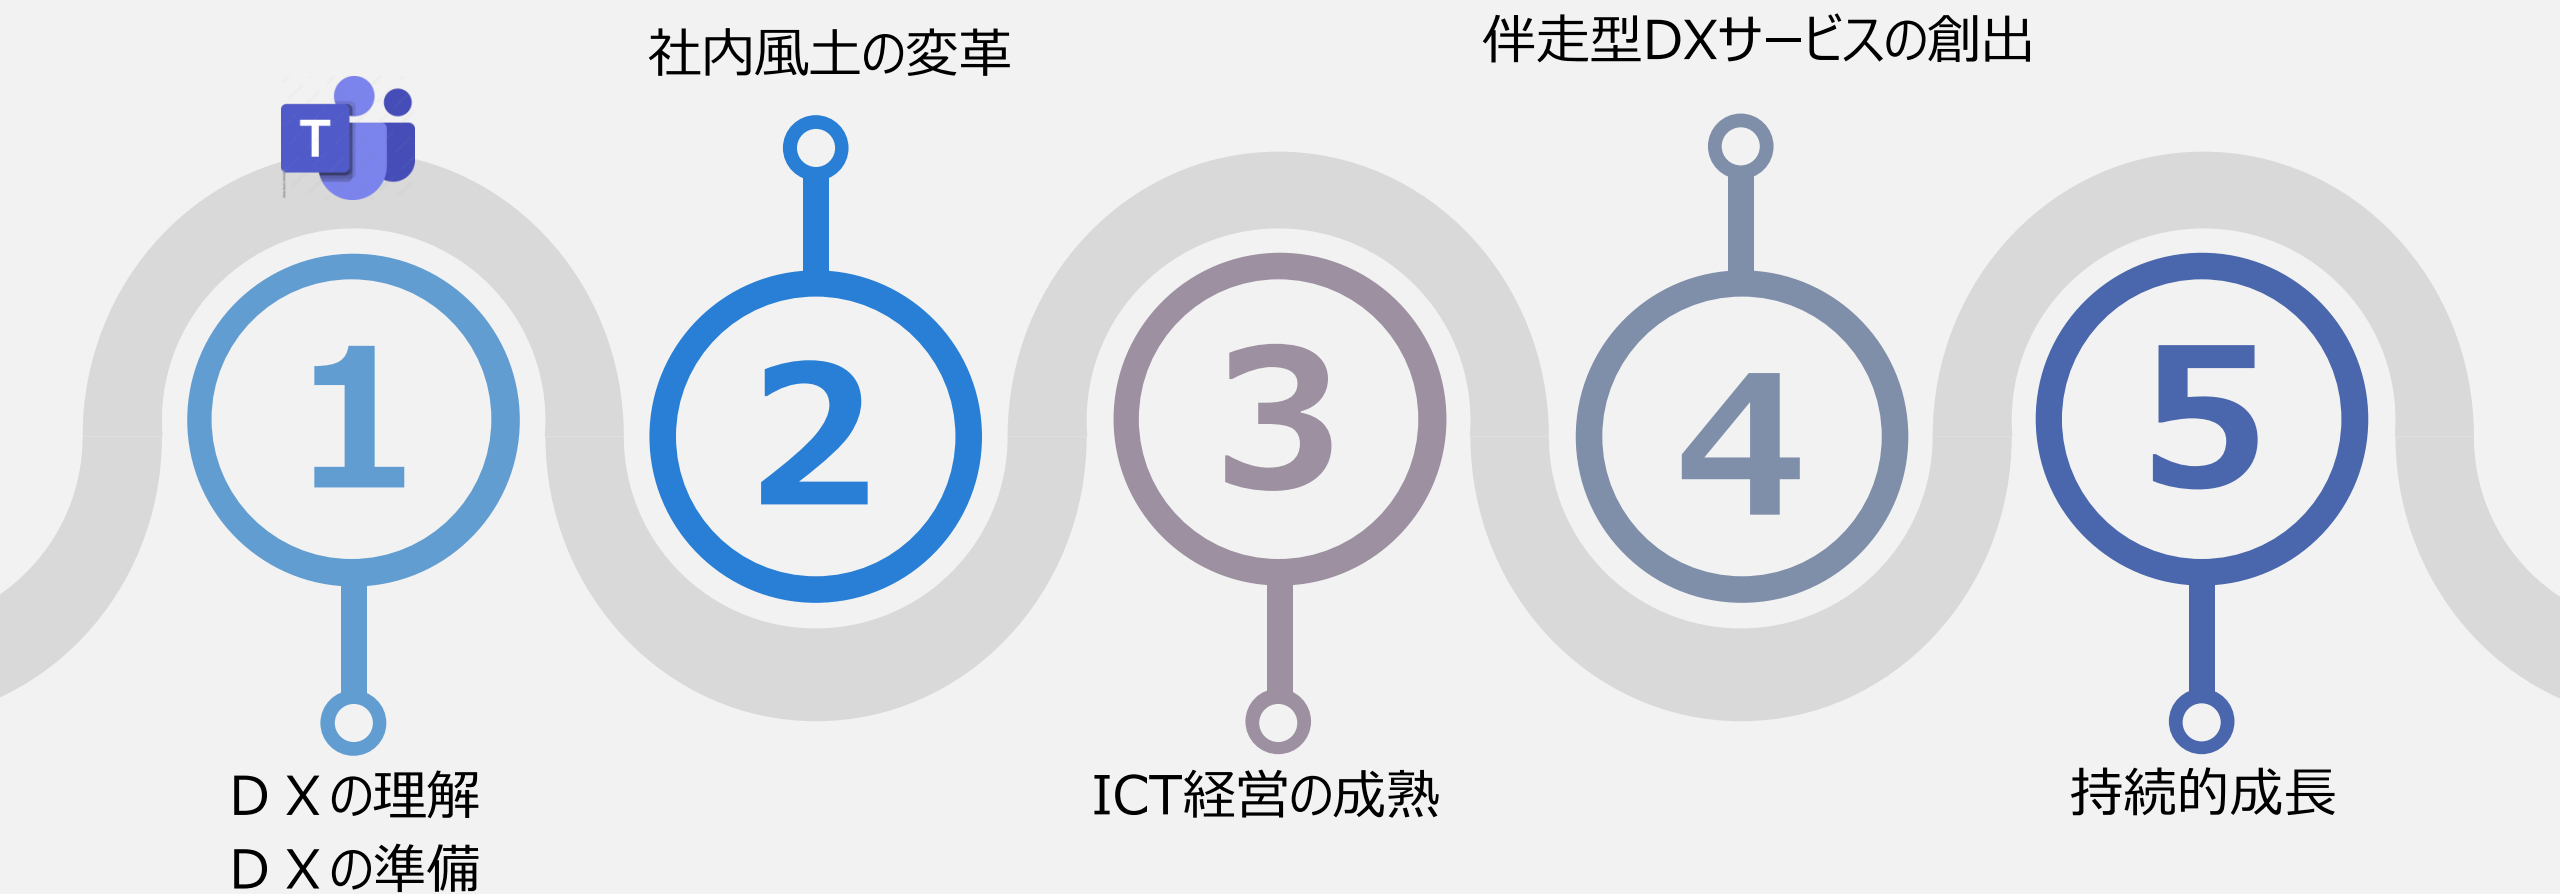 社内風土の変革
伴走型DXサービスの創出
T
1
2
3
4
5
ＤＸの理解
ＤＸの準備
ICT経営の成熟
持続的成長